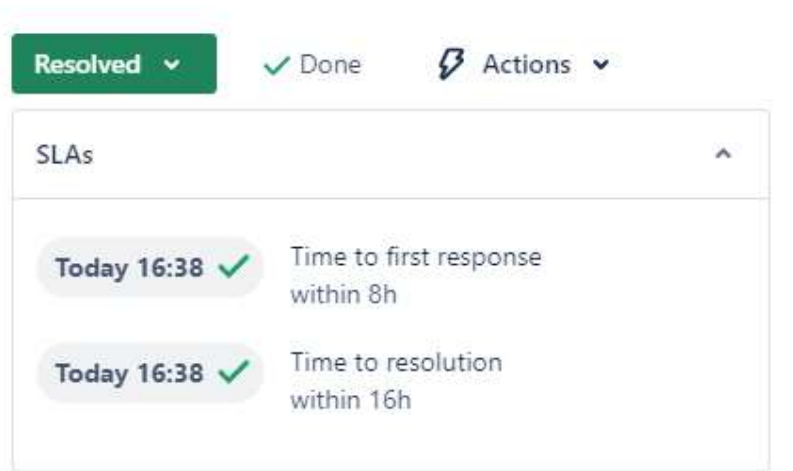 Resolved
Done
Actions
SLAs
Today 16:38
Time to first response
within 8h
Today 16:38
Time to resolution
within 16h